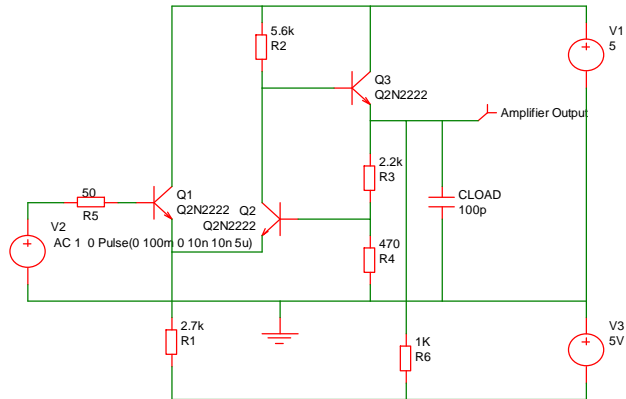 5.6k
R2
V1
5
Q3
Q2N2222
Amplifier Output
2.2k
R3
50
R5
Q1
Q2N2222
Q2
Q2N2222
CLOAD
100p
V2
AC 1 0 Pulse(0 100m 0 10n 10n 5u)
470
R4
2.7k
R1
1K
R6
V3
5V